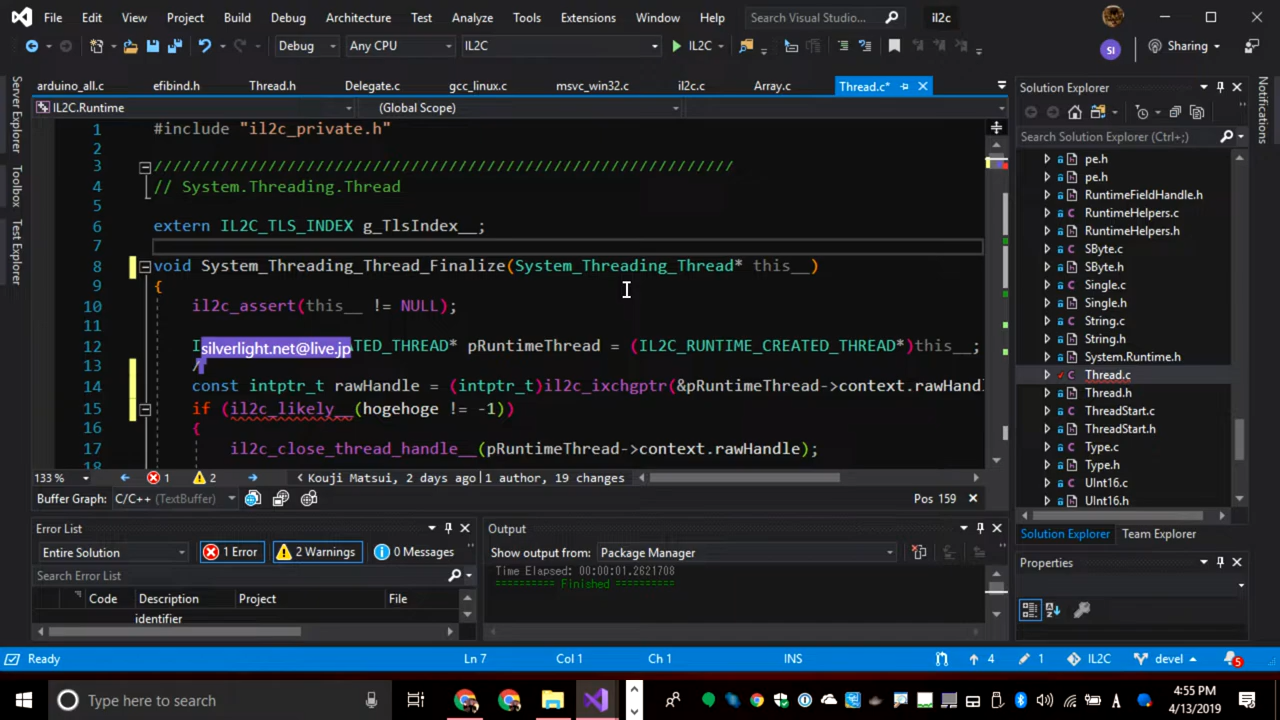 File Edit View Project Build Debug Architecture Test Analyze Tools Extensions Window Help Search Visual Studio... il2c
Debug Any CPU IL2C IL2C SI Sharing
arduino_all.c efibind.h Thread.h Delegate.c gcc_linux.c msvc_win32.c il2c.c Array.c Thread.c*
IL2C.Runtime (Global Scope)
Server Explorer
Toolbox
Test Explorer
1 #include "il2c_private.h"
2
3 /////////////////////////////////////////////////////////////
4 // System.Threading.Thread
5
6 extern IL2C_TLS_INDEX g_TlsIndex__;
7
8 void System_Threading_Thread_Finalize(System_Threading_Thread* this__)
9 {
10 il2c_assert(this__ != NULL);
11
12 I silverlight.net@live.jp ATED_THREAD* pRuntimeThread = (IL2C_RUNTIME_CREATED_THREAD*)this__;
13 /
14 const intptr_t rawHandle = (intptr_t)il2c_ixchgptr(&pRuntimeThread->context.rawHandl
15 if (il2c_likely__(hogehoge != -1))
16 {
17 il2c_close_thread_handle__(pRuntimeThread->context.rawHandle);
18
133 % 1 2 < Kouji Matsui, 2 days ago | 1 author, 19 changes
Buffer Graph: C/C++ (TextBuffer) Pos 159
Error List
Entire Solution 1 Error 2 Warnings 0 Messages
Search Error List
Code Description Project File
identifier
Output
Show output from: Package Manager
Time Elapsed: 00:00:01.2621708
========== Finished ==========
Solution Explorer
Search Solution Explorer (Ctrl+;)
pe.h
pe.h
RuntimeFieldHandle.h
RuntimeHelpers.c
RuntimeHelpers.h
SByte.c
SByte.h
Single.c
Single.h
String.c
String.h
System.Runtime.h
Thread.c
Thread.h
ThreadStart.c
ThreadStart.h
Type.c
Type.h
UInt16.c
UInt16.h
Solution Explorer Team Explorer
Properties
Notifications
Ready Ln 7 Col 1 Ch 1 INS 4 1 IL2C devel 5
Type here to search A 4:55 PM
4/13/2019